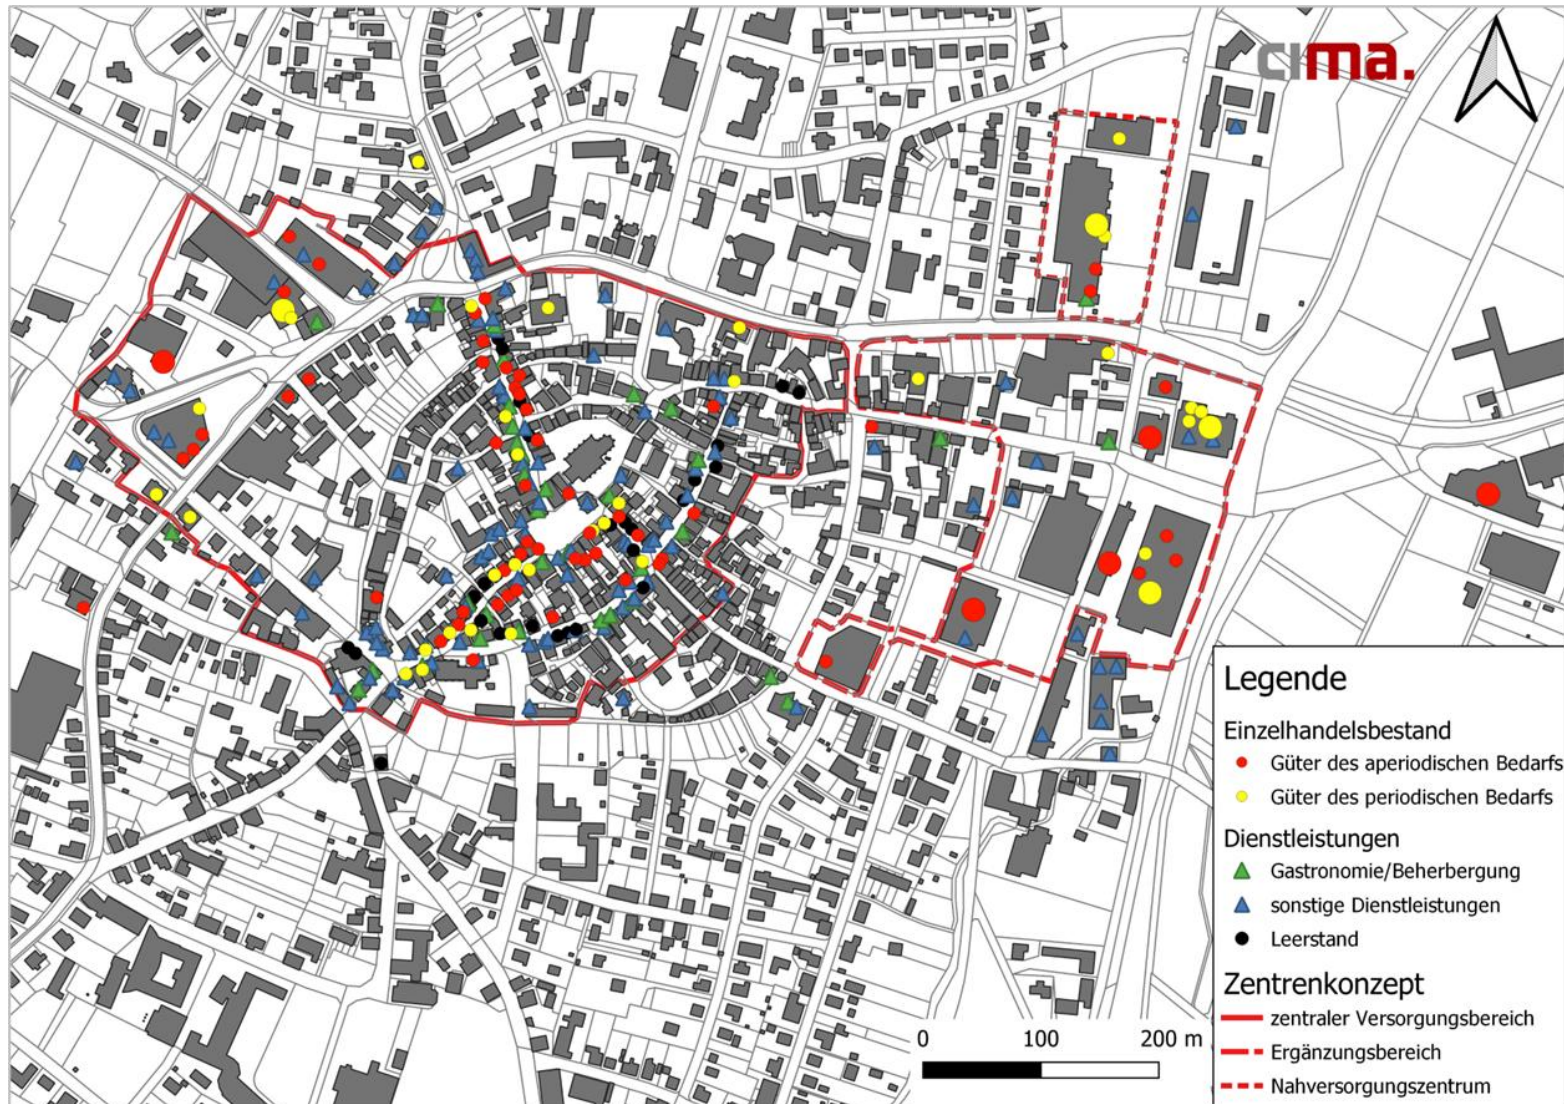 cima.
Legende
Einzelhandelsbestand
Güter des aperiodischen Bedarfs
Güter des periodischen Bedarfs
Dienstleistungen
Gastronomie/Beherbergung
sonstige Dienstleistungen
Leerstand
Zentrenkonzept
zentraler Versorgungsbereich
Ergänzungsbereich
Nahversorgungszentrum
0 100 200 m